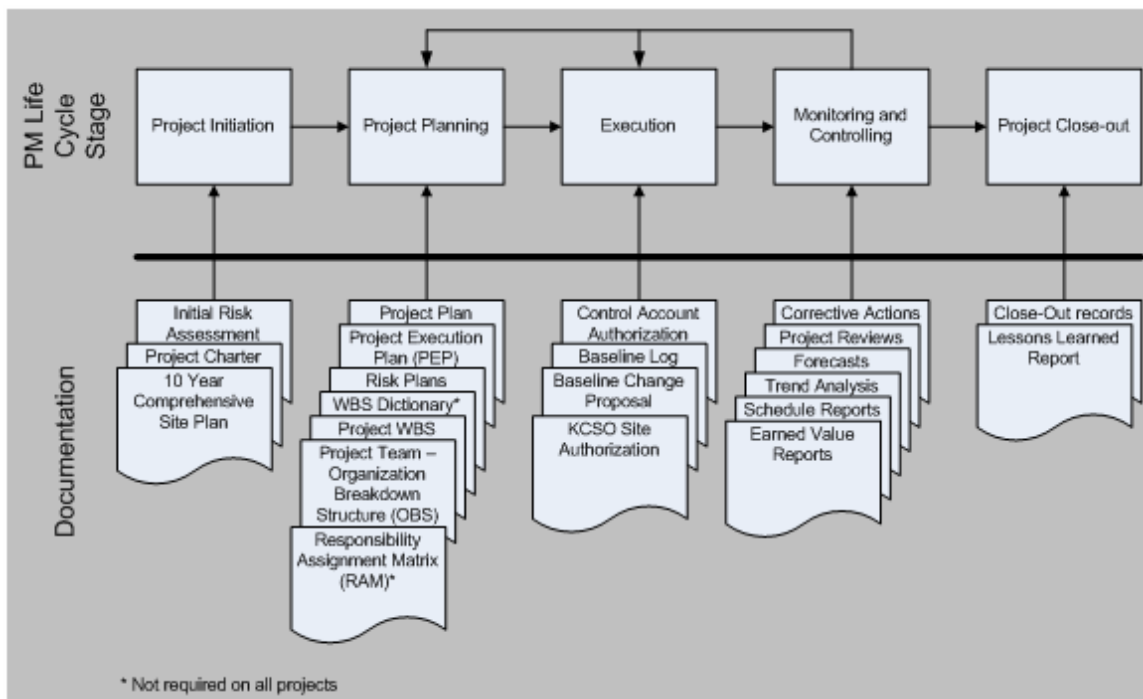 PM Life
Cycle
Stage
Project Initiation
Project Planning
Execution
Monitoring and
Controlling
Project Close-out
Documentation
Initial Risk
Assessment
Project Charter
10 Year
Comprehensive
Site Plan
Project Plan
Project Execution
Plan (PEP)
Risk Plans
WBS Dictionary*
Project WBS
Project Team –
Organization
Breakdown
Structure (OBS)
Responsibility
Assignment Matrix
(RAM)*
Control Account
Authorization
Baseline Log
Baseline Change
Proposal
KCSO Site
Authorization
Corrective Actions
Project Reviews
Forecasts
Trend Analysis
Schedule Reports
Earned Value
Reports
Close-Out records
Lessons Learned
Report
* Not required on all projects